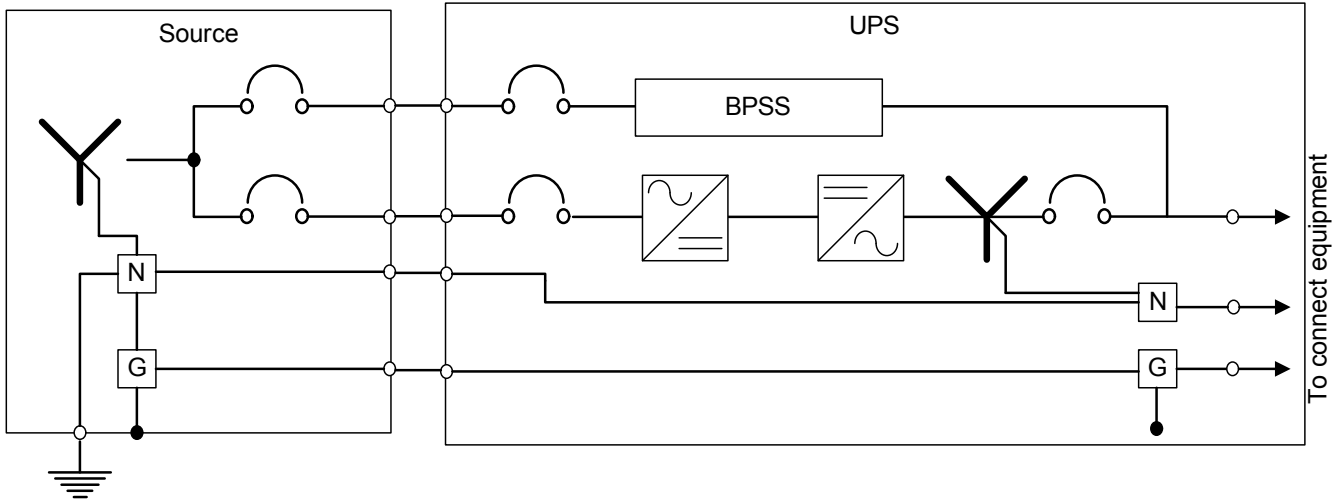 Source
UPS
BPSS
N
G
N
G
To connect equipment